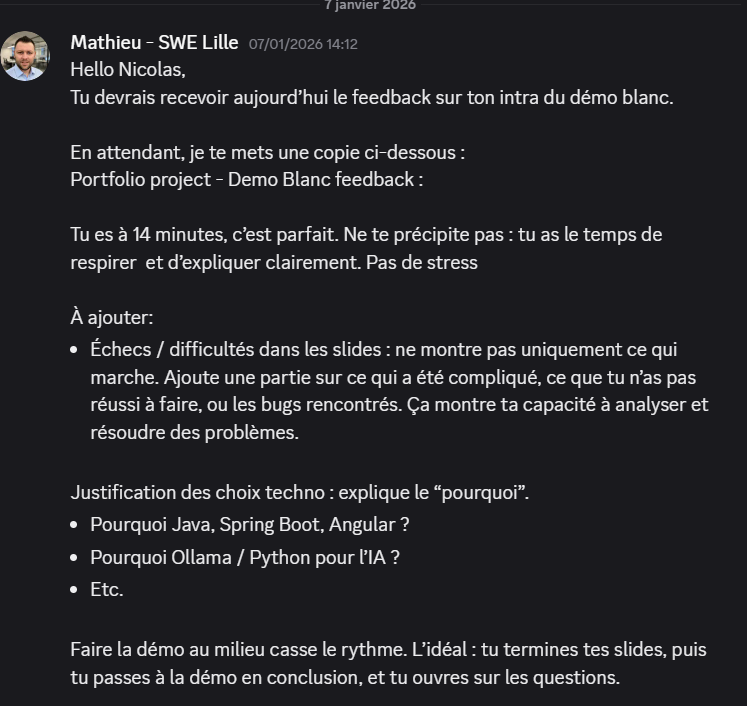 7 janvier 2026
Mathieu - SWE Lille 07/01/2026 14:12
Hello Nicolas,
Tu devrais recevoir aujourd’hui le feedback sur ton intra du démo blanc.
En attendant, je te mets une copie ci-dessous :
Portfolio project - Demo Blanc feedback :
Tu es à 14 minutes, c’est parfait. Ne te précipite pas : tu as le temps de
respirer et d’expliquer clairement. Pas de stress
À ajouter:
• Échecs / difficultés dans les slides : ne montre pas uniquement ce qui
marche. Ajoute une partie sur ce qui a été compliqué, ce que tu n’as pas
réussi à faire, ou les bugs rencontrés. Ça montre ta capacité à analyser et
résoudre des problèmes.
Justification des choix techno : explique le “pourquoi”.
• Pourquoi Java, Spring Boot, Angular ?
• Pourquoi Ollama / Python pour l’IA ?
• Etc.
Faire la démo au milieu casse le rythme. L’idéal : tu termines tes slides, puis
tu passes à la démo en conclusion, et tu ouvres sur les questions.